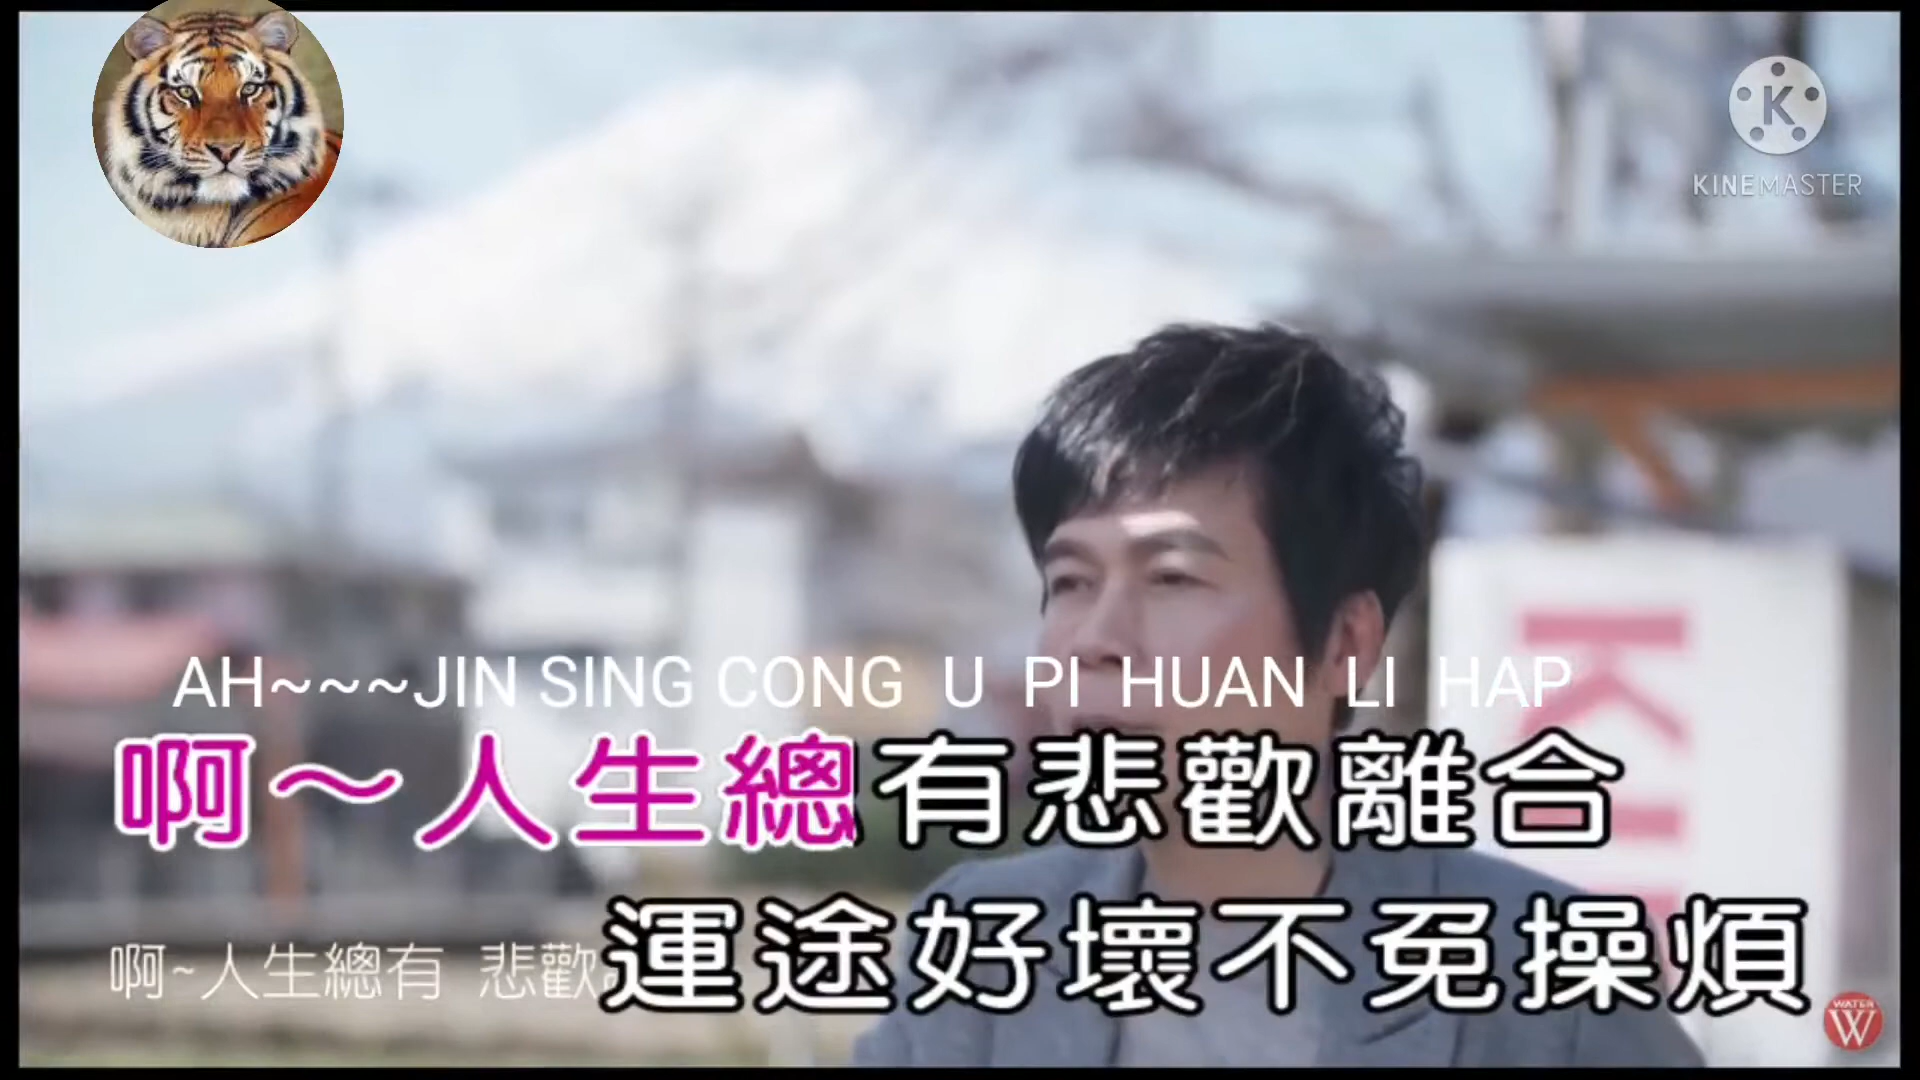 K
KINEMASTER
AH~~~JIN SING CONG U PI HUAN LI HAP
啊～人生總有悲歡離合
運途好壞不免操煩
啊~人生總有 悲歡
WATER
W